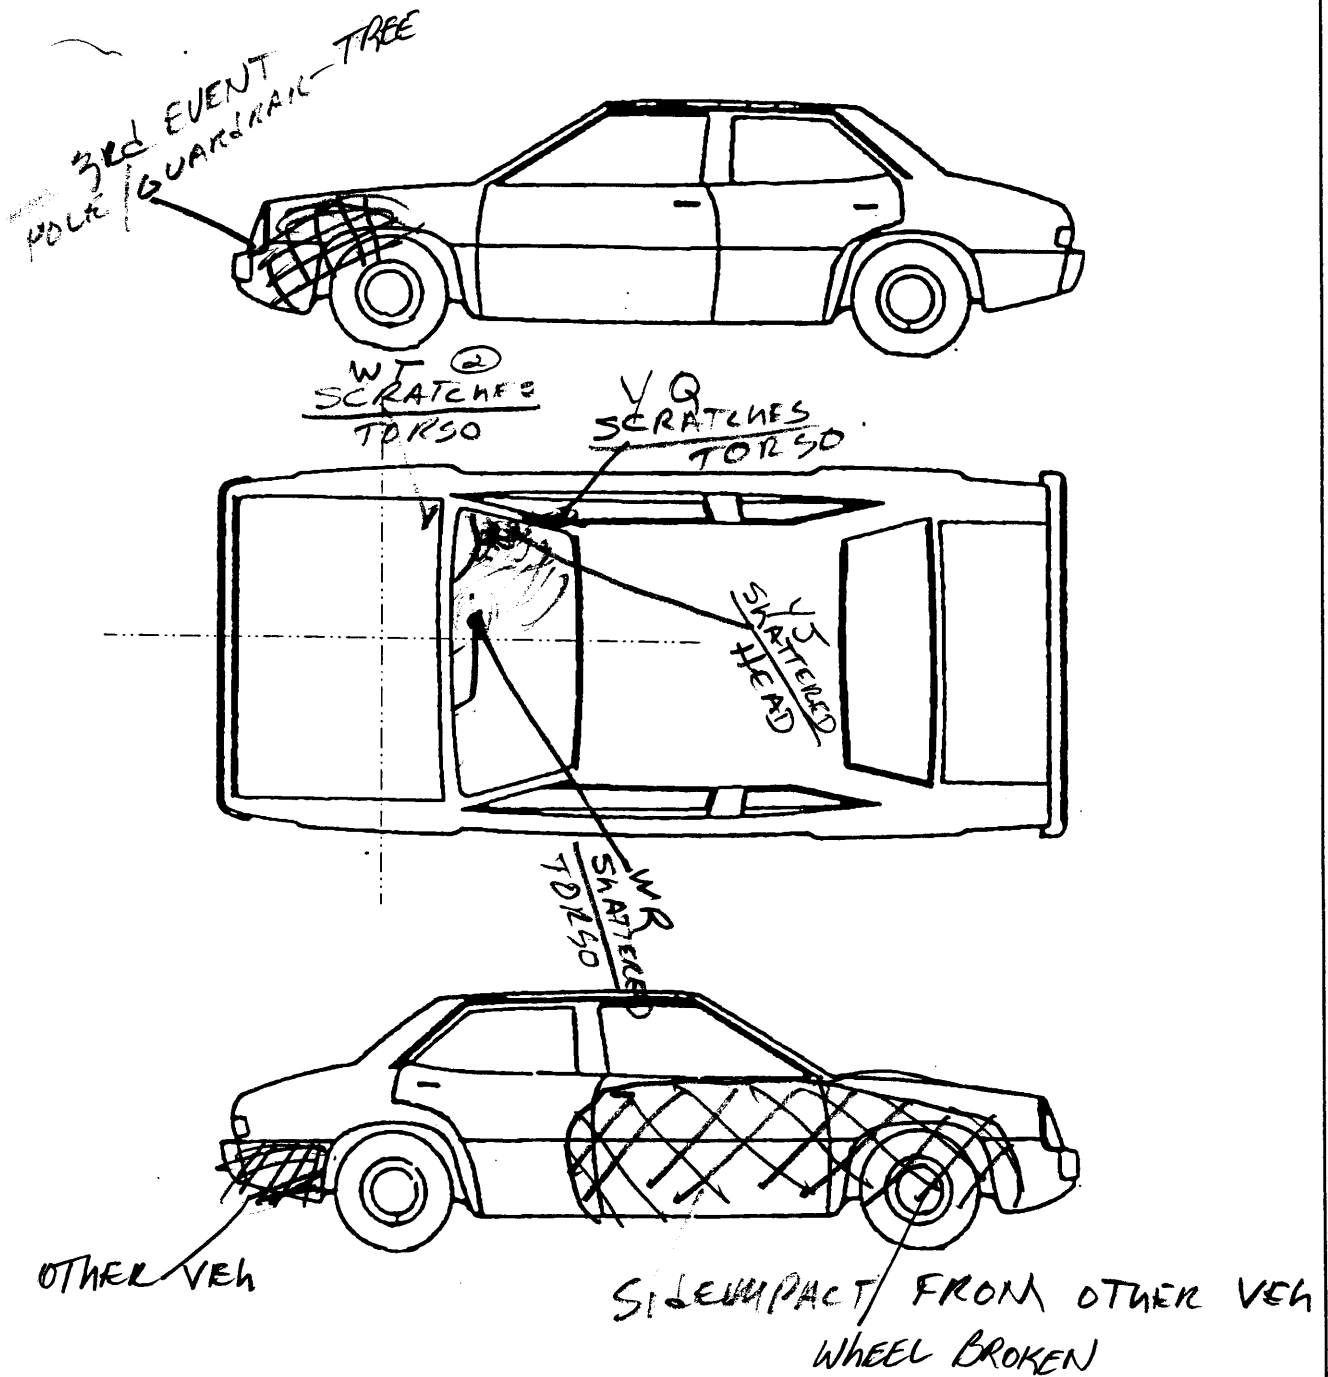 3Rd EVENT
POLE / GUARdRAIL-TREE
WT ②
SCRATCHES
TORSO
VQ
SCRATCHES
TORSO
VJ
ShATTERED
HEAD
WR
ShATTERED
TORSO
OThER VEh
SIdEIMPACT FROM OTHER VEh
WhEEL BROKEN